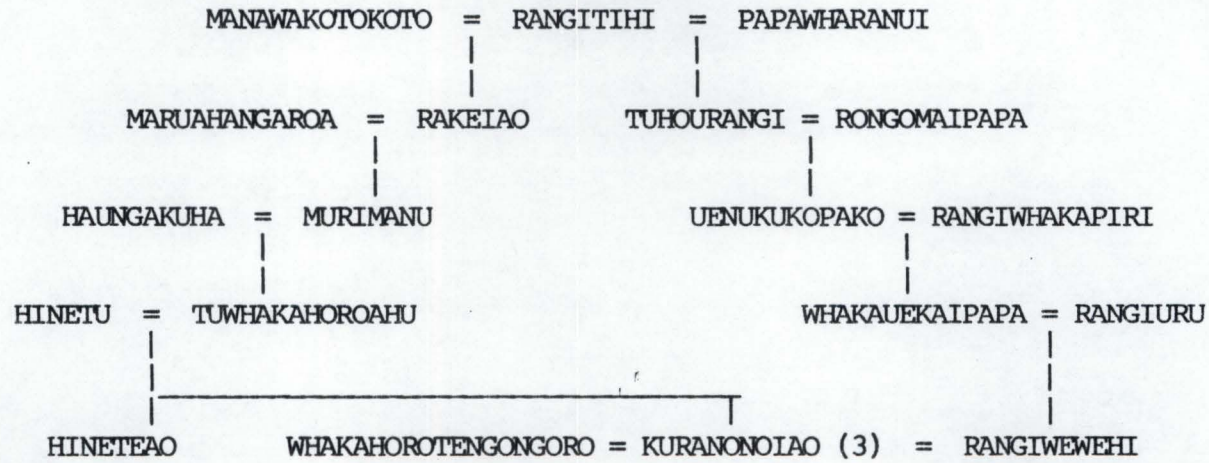 MANAWAKOTOKOTO = RANGITIHI = PAPAWHARANUI
MARUAHANGAROA = RAKEIAO TUHOURANGI = RONGOMAIPAPA
HAUNGAKUHA = MURIMANU UENUKUKOPAKO = RANGIWHAKAPIRI
HINETU = TUWHAKAHOROAHU WHAKAUEKAIPAPA = RANGIURU
HINETEAO WHAKAHOROTENGONGORO = KURANONOIAO (3) = RANGIWEWEHI